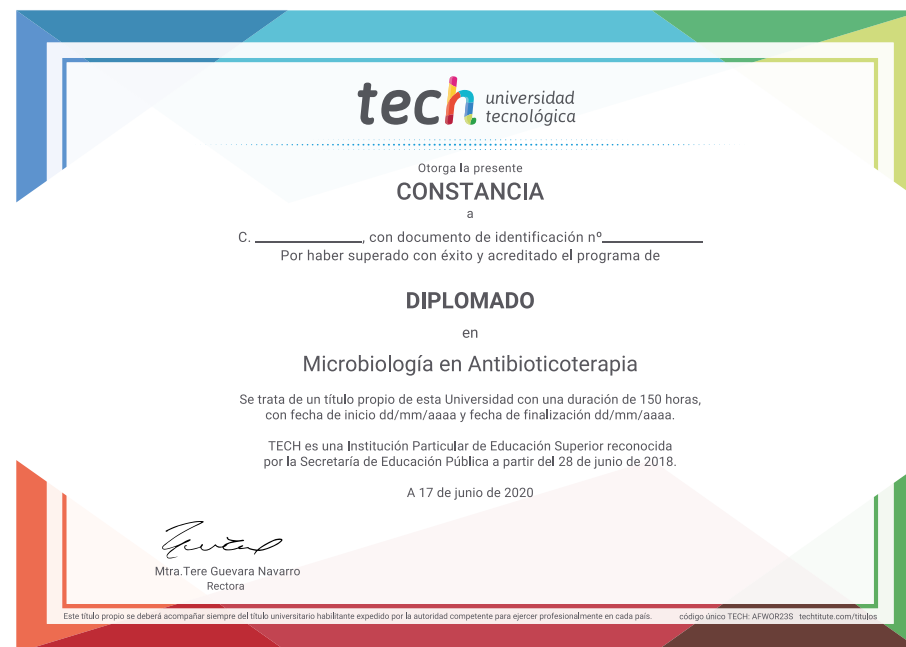 tech universidad
tecnológica
Otorga la presente
CONSTANCIA
a
C. ____________, con documento de identificación nº____________
Por haber superado con éxito y acreditado el programa de
DIPLOMADO
en
Microbiología en Antibioticoterapia
Se trata de un título propio de esta Universidad con una duración de 150 horas,
con fecha de inicio dd/mm/aaaa y fecha de finalización dd/mm/aaaa.
TECH es una Institución Particular de Educación Superior reconocida
por la Secretaría de Educación Pública a partir del 28 de junio de 2018.
A 17 de junio de 2020
Mtra.Tere Guevara Navarro
Rectora
Este título propio se deberá acompañar siempre del título universitario habilitante expedido por la autoridad competente para ejercer profesionalmente en cada país. código único TECH: AFWOR23S techtitute.com/titulos